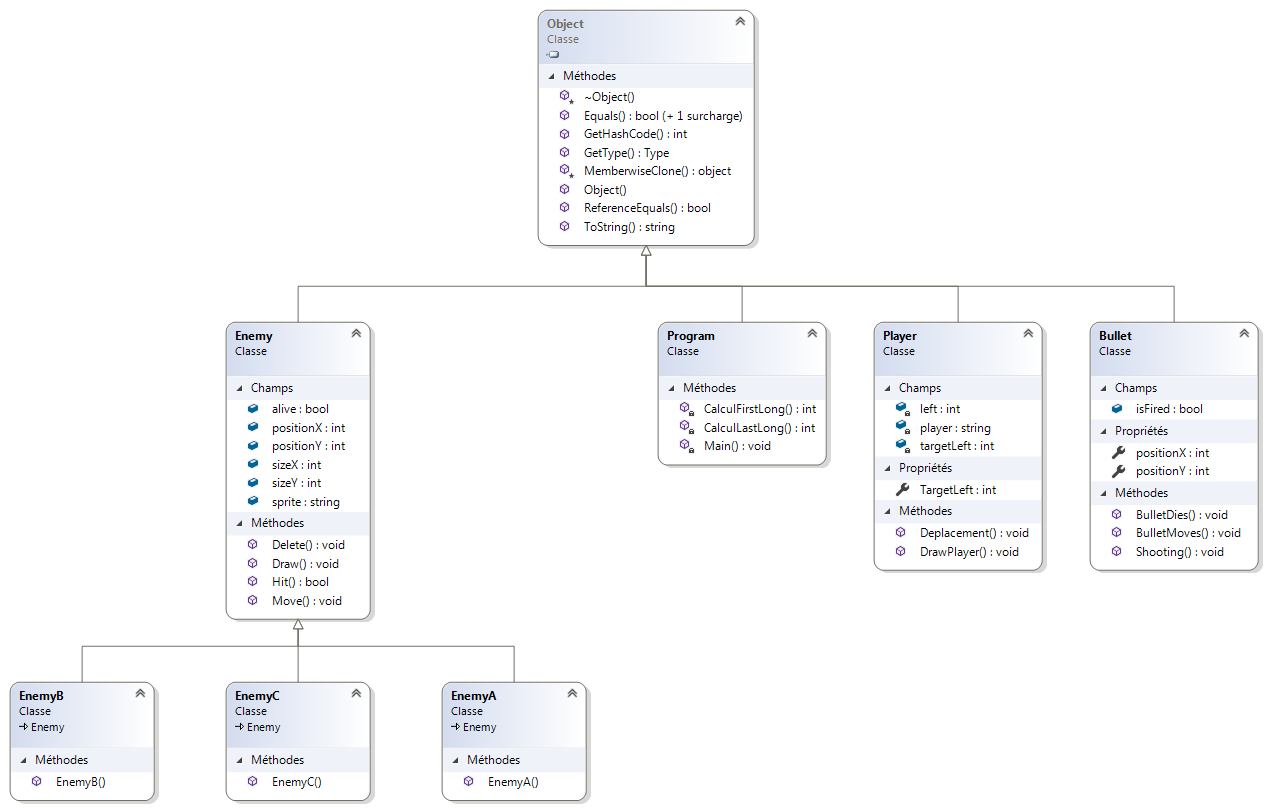 Object
Classe
Méthodes
~Object()
Equals() : bool (+ 1 surcharge)
GetHashCode() : int
GetType() : Type
MemberwiseClone() : object
Object()
ReferenceEquals() : bool
ToString() : string
Enemy
Classe
Champs
alive : bool
positionX : int
positionY : int
sizeX : int
sizeY : int
sprite : string
Méthodes
Delete() : void
Draw() : void
Hit() : bool
Move() : void
Program
Classe
Méthodes
CalculFirstLong() : int
CalculLastLong() : int
Main() : void
Player
Classe
Champs
left : int
player : string
targetLeft : int
Propriétés
TargetLeft : int
Méthodes
Deplacement() : void
DrawPlayer() : void
Bullet
Classe
Champs
isFired : bool
Propriétés
positionX : int
positionY : int
Méthodes
BulletDies() : void
BulletMoves() : void
Shooting() : void
EnemyB
Classe
Enemy
Méthodes
EnemyB()
EnemyC
Classe
Enemy
Méthodes
EnemyC()
EnemyA
Classe
Enemy
Méthodes
EnemyA()